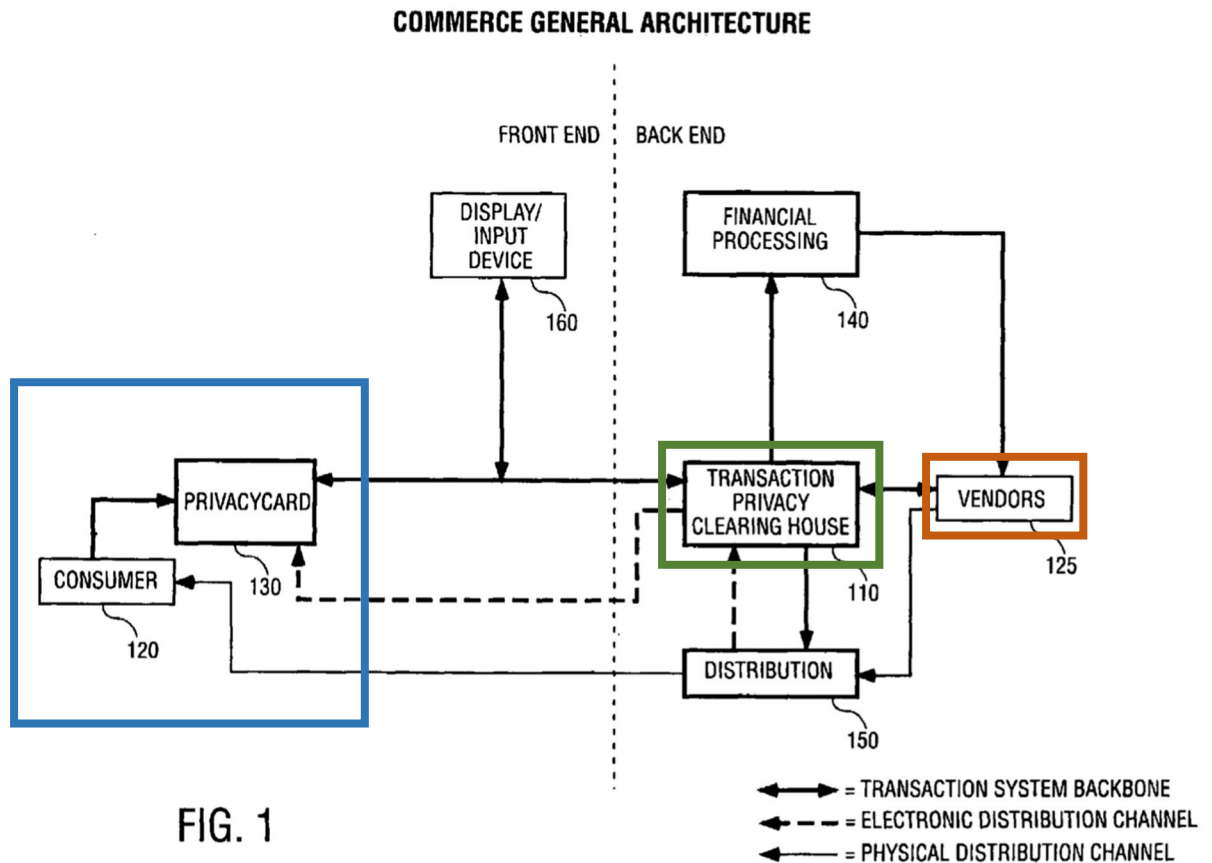 COMMERCE GENERAL ARCHITECTURE
FRONT END
BACK END
DISPLAY/
INPUT
DEVICE
160
FINANCIAL
PROCESSING
140
PRIVACYCARD
130
CONSUMER
120
TRANSACTION
PRIVACY
CLEARING HOUSE
110
VENDORS
125
DISTRIBUTION
150
= TRANSACTION SYSTEM BACKBONE
= ELECTRONIC DISTRIBUTION CHANNEL
= PHYSICAL DISTRIBUTION CHANNEL
FIG. 1